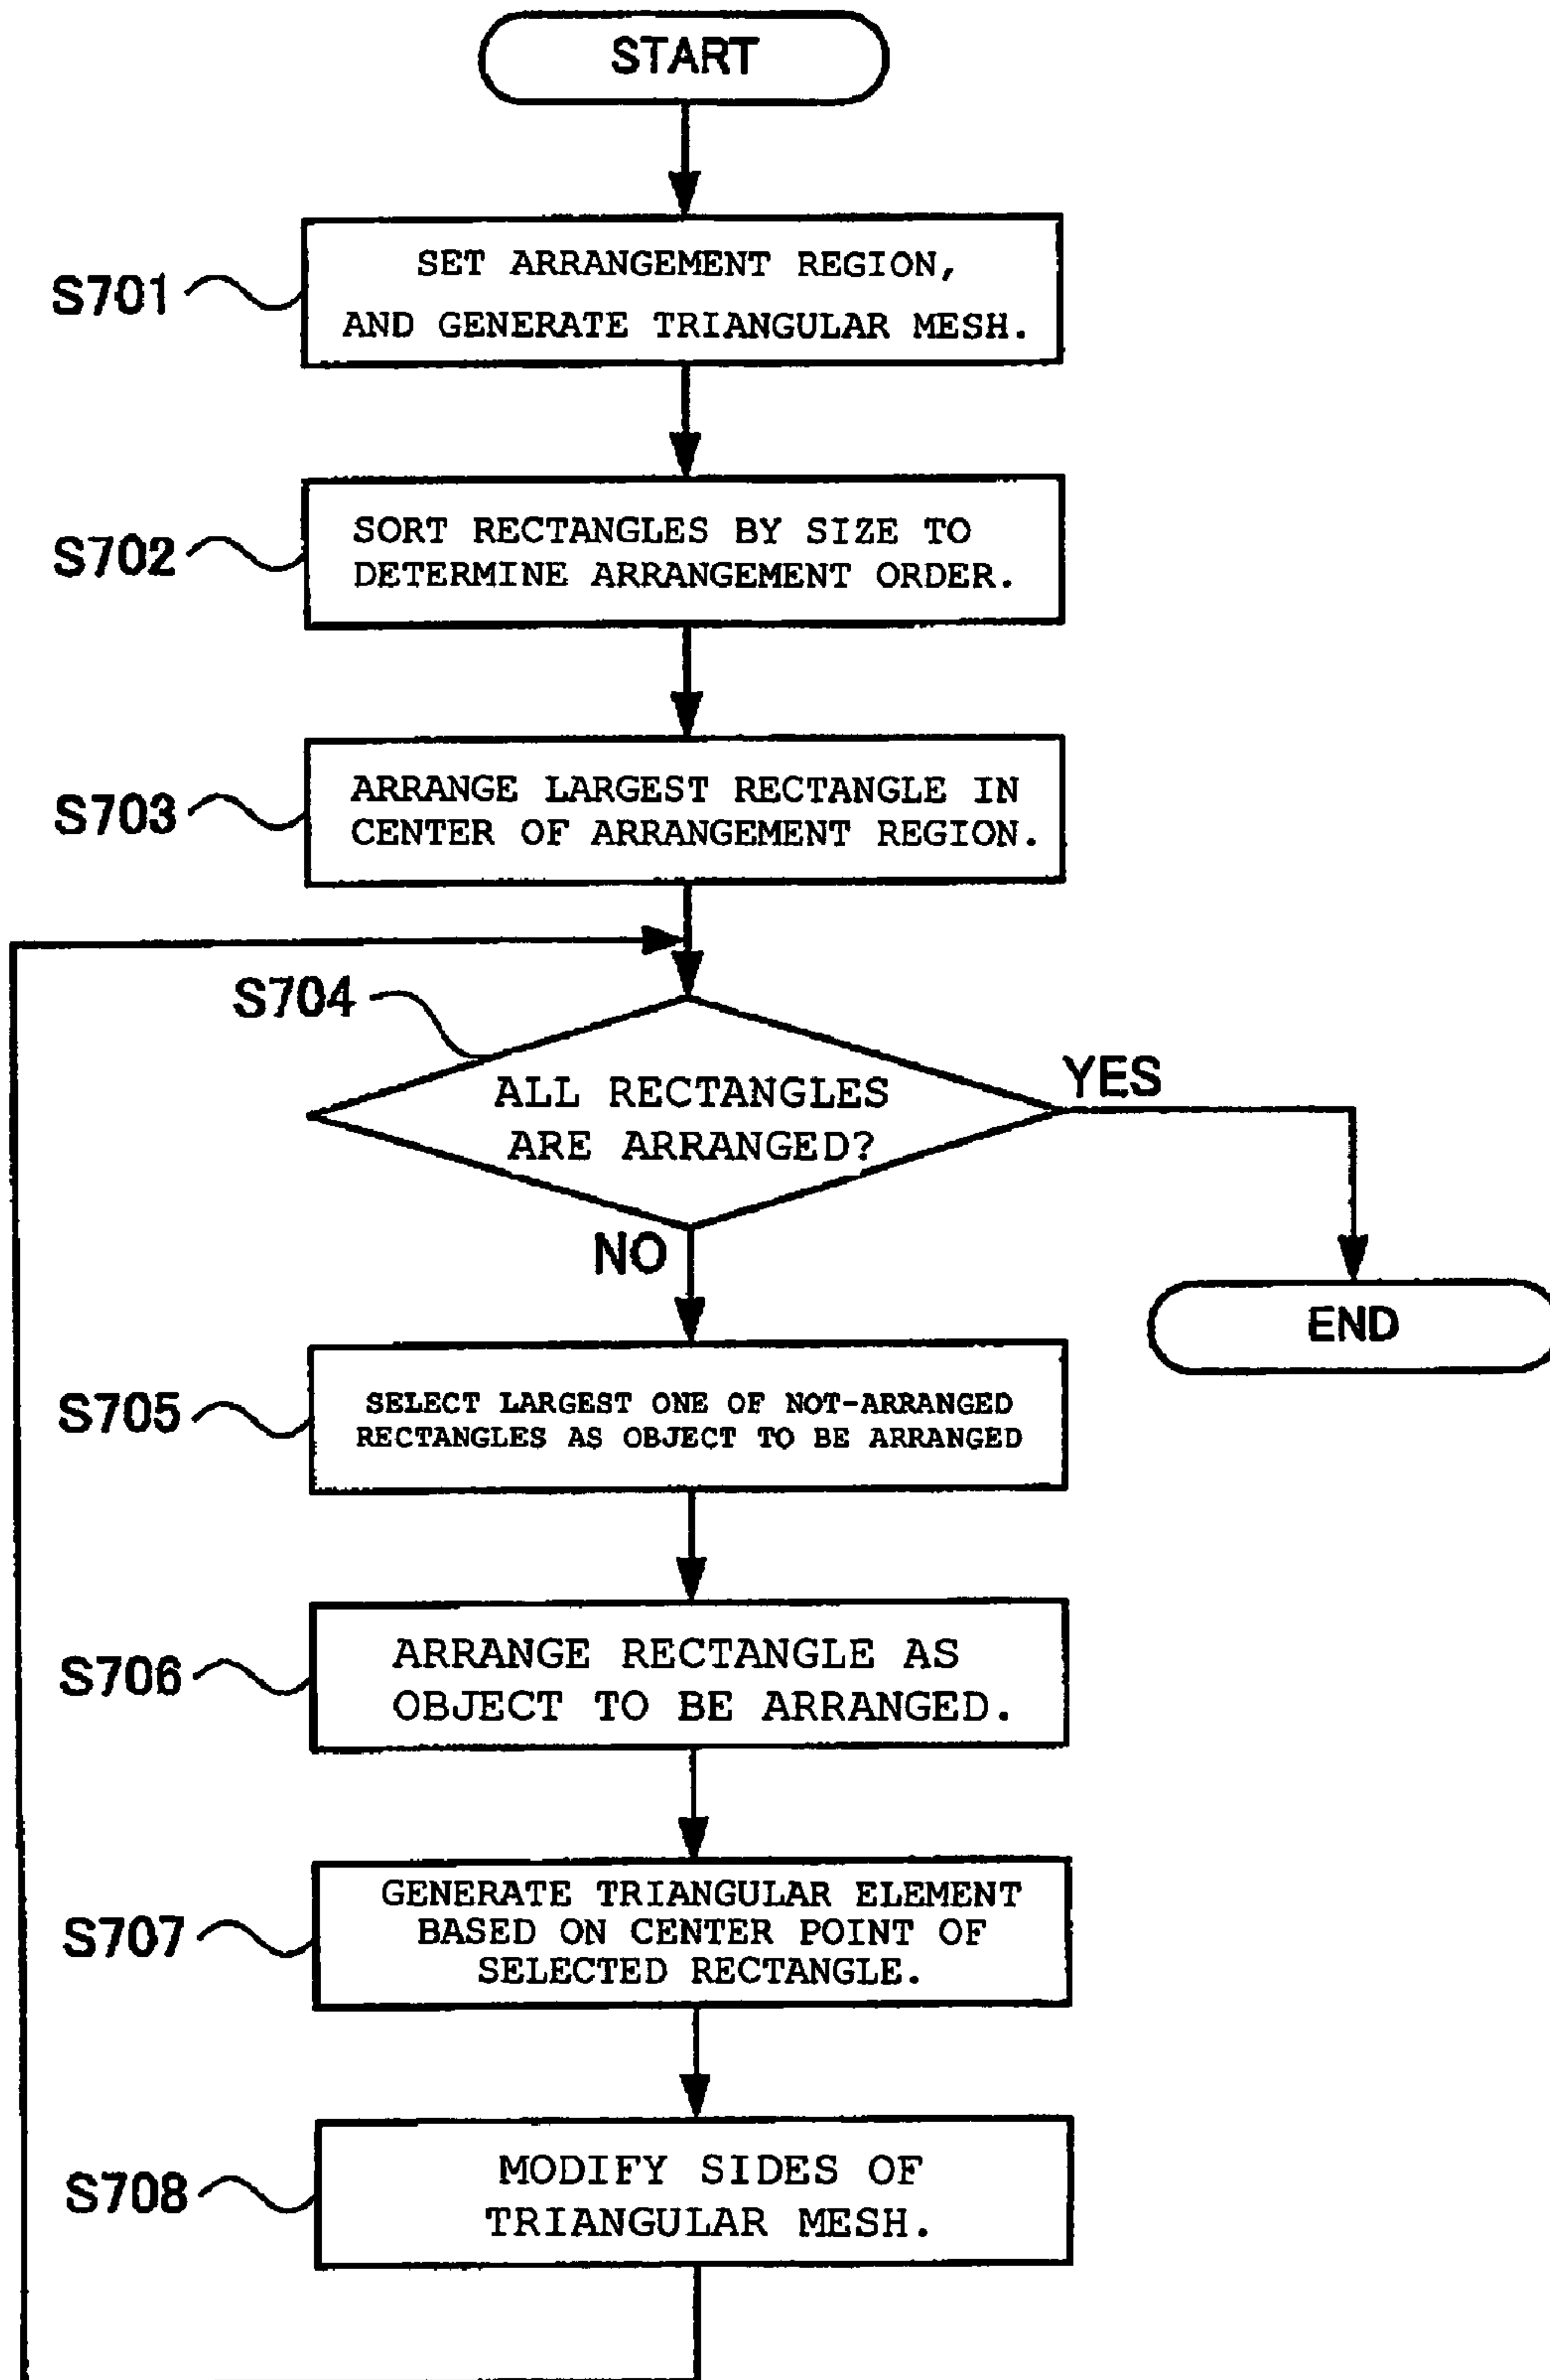 START
S701
SET ARRANGEMENT REGION,
AND GENERATE TRIANGULAR MESH.
S702
SORT RECTANGLES BY SIZE TO
DETERMINE ARRANGEMENT ORDER.
S703
ARRANGE LARGEST RECTANGLE IN
CENTER OF ARRANGEMENT REGION.
S704
ALL RECTANGLES
ARE ARRANGED?
YES
NO
END
S705
SELECT LARGEST ONE OF NOT-ARRANGED
RECTANGLES AS OBJECT TO BE ARRANGED
S706
ARRANGE RECTANGLE AS
OBJECT TO BE ARRANGED.
S707
GENERATE TRIANGULAR ELEMENT
BASED ON CENTER POINT OF
SELECTED RECTANGLE.
S708
MODIFY SIDES OF
TRIANGULAR MESH.